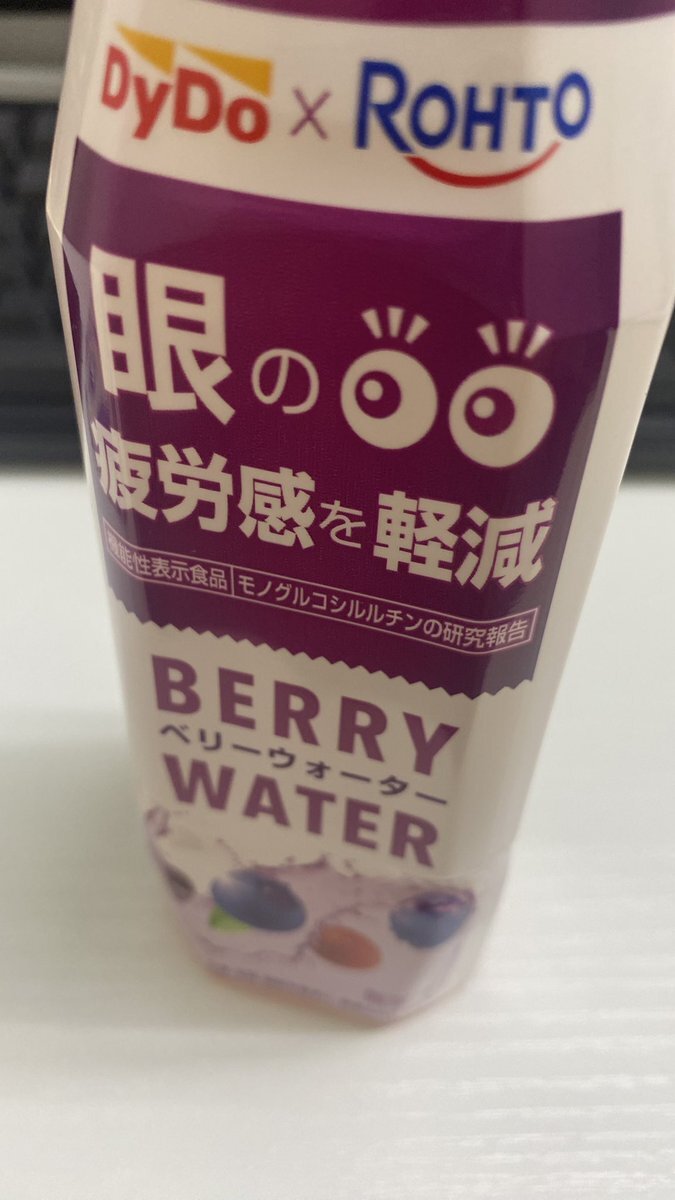 DyDo × ROHTO
眼の
疲労感を軽減
機能性表示食品 モノグルコシルルチンの研究報告
BERRY
ベリーウォーター
WATER